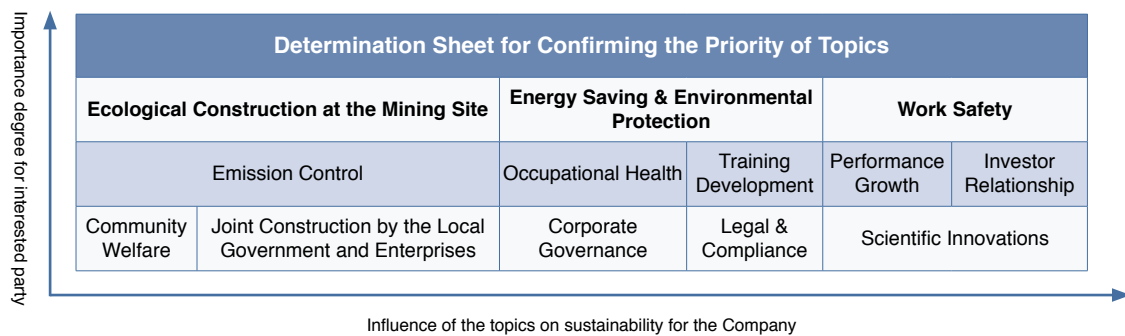 Importance degree for interested party
Determination Sheet for Confirming the Priority of Topics
Ecological Construction at the Mining Site
Energy Saving & Environmental
Protection
Work Safety
Emission Control
Occupational Health
Training
Development
Performance
Growth
Investor
Relationship
Community
Welfare
Joint Construction by the Local
Government and Enterprises
Corporate
Governance
Legal &
Compliance
Scientific Innovations
Influence of the topics on sustainability for the Company